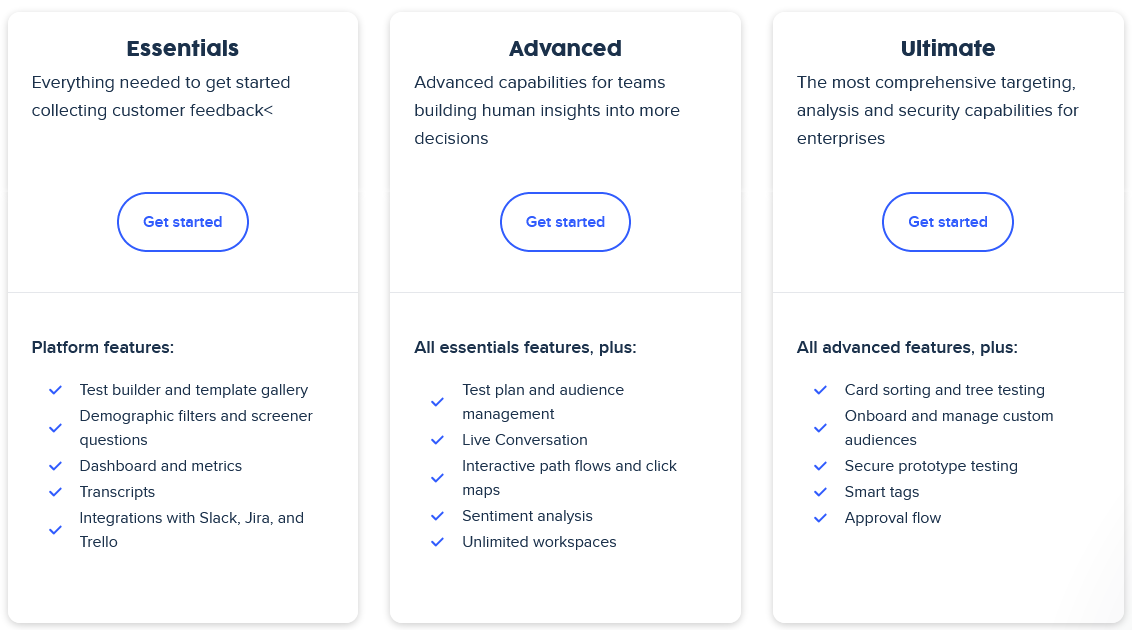 Essentials
Everything needed to get started
collecting customer feedback<
Get started
Platform features:
Test builder and template gallery
Demographic filters and screener
questions
Dashboard and metrics
Transcripts
Integrations with Slack, Jira, and
Trello
Advanced
Advanced capabilities for teams
building human insights into more
decisions
Get started
All essentials features, plus:
Test plan and audience
management
Live Conversation
Interactive path flows and click
maps
Sentiment analysis
Unlimited workspaces
Ultimate
The most comprehensive targeting,
analysis and security capabilities for
enterprises
Get started
All advanced features, plus:
Card sorting and tree testing
Onboard and manage custom
audiences
Secure prototype testing
Smart tags
Approval flow